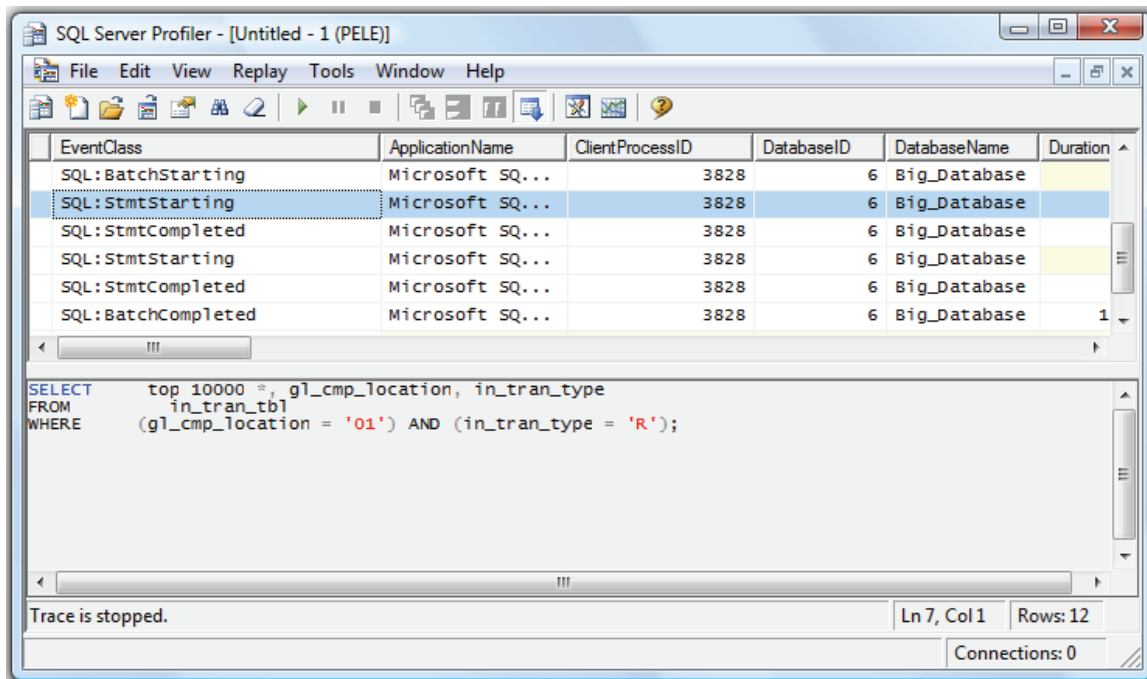 SQL Server Profiler - [Untitled - 1 (PELE)]
File Edit View Replay Tools Window Help
EventClass ApplicationName ClientProcessID DatabaseID DatabaseName Duration
SQL:BatchStarting Microsoft SQ... 3828 6 Big_Database
SQL:StmtStarting Microsoft SQ... 3828 6 Big_Database
SQL:StmtCompleted Microsoft SQ... 3828 6 Big_Database
SQL:StmtStarting Microsoft SQ... 3828 6 Big_Database
SQL:StmtCompleted Microsoft SQ... 3828 6 Big_Database
SQL:BatchCompleted Microsoft SQ... 3828 6 Big_Database 1
SELECT top 10000 *, gl_cmp_location, in_tran_type
FROM in_tran_tbl
WHERE (gl_cmp_location = '01') AND (in_tran_type = 'R');
Trace is stopped. Ln 7, Col 1 Rows: 12
Connections: 0